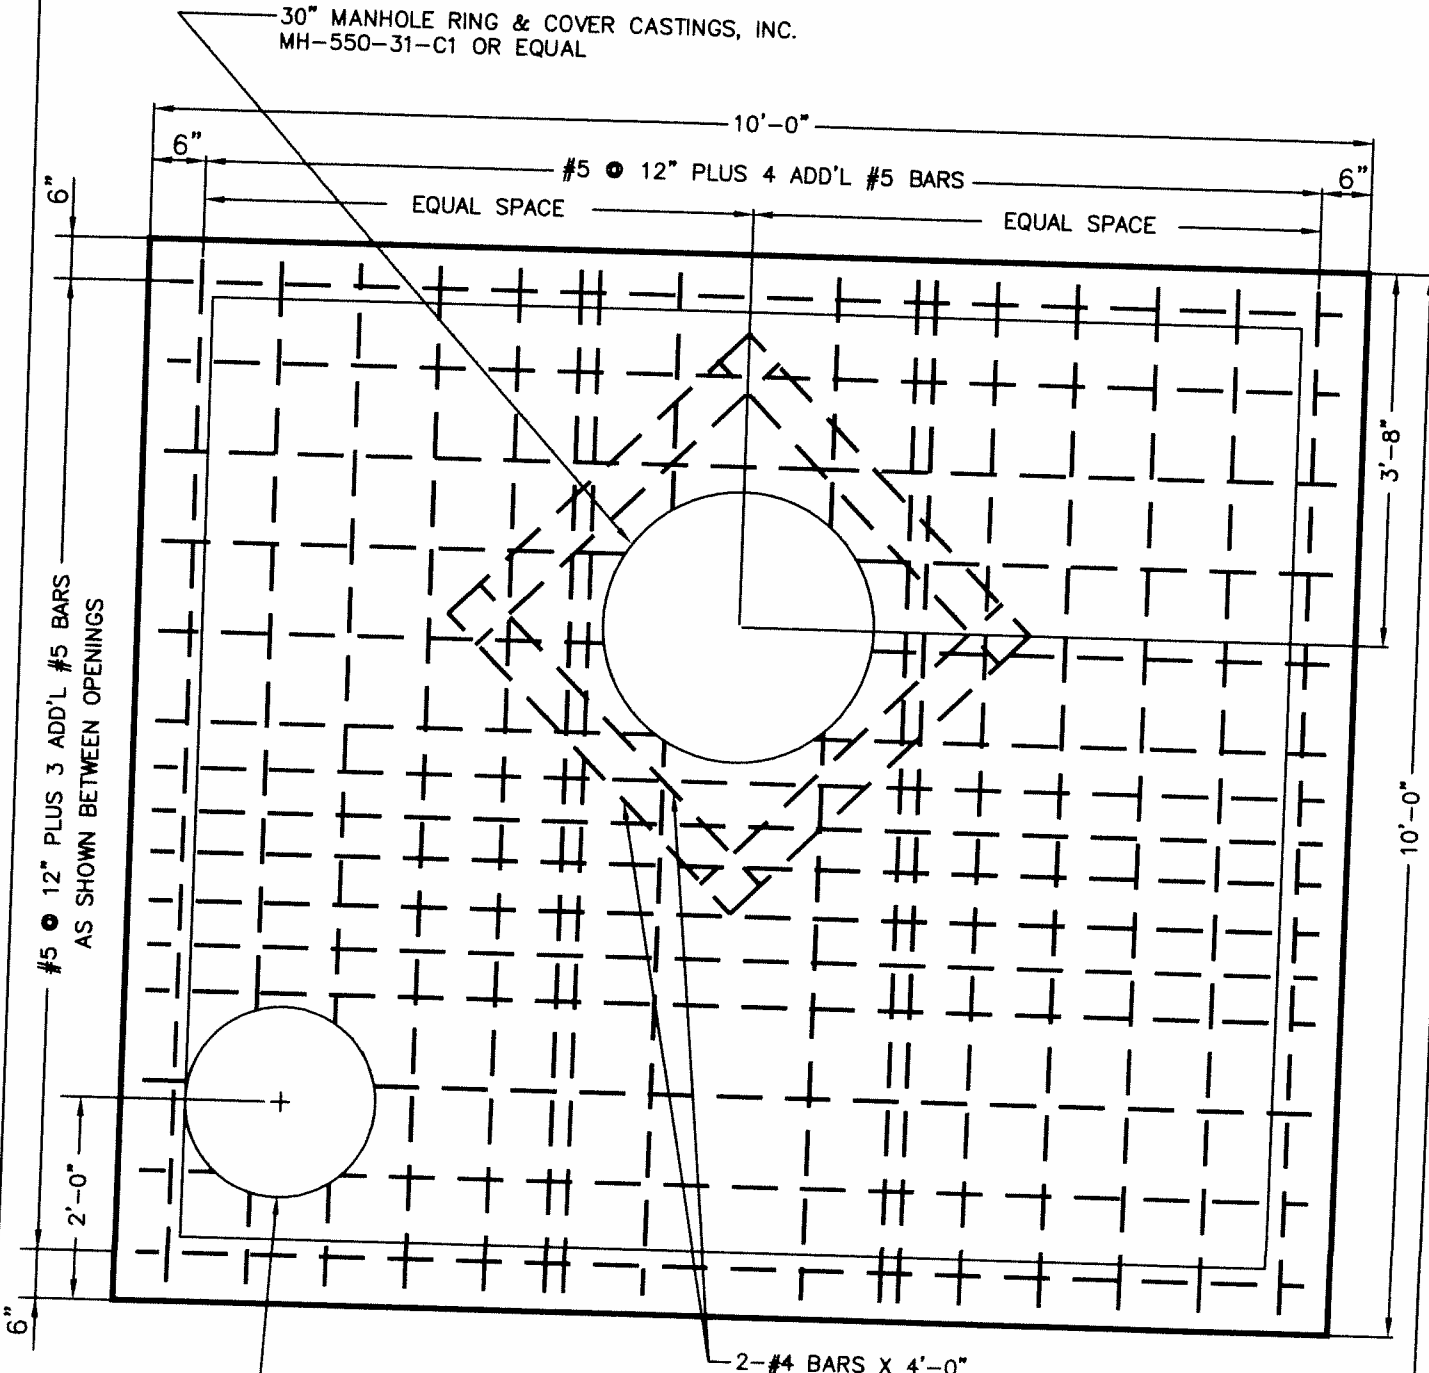 30" MANHOLE RING & COVER CASTINGS, INC.
MH-550-31-C1 OR EQUAL
10'-0"
6"
#5 @ 12" PLUS 4 ADD'L #5 BARS
6"
6"
EQUAL SPACE
EQUAL SPACE
3'-8"
#5 @ 12" PLUS 3 ADD'L #5 BARS
AS SHOWN BETWEEN OPENINGS
10'-0"
2'-0"
6"
2-#4 BARS X 4'-0"